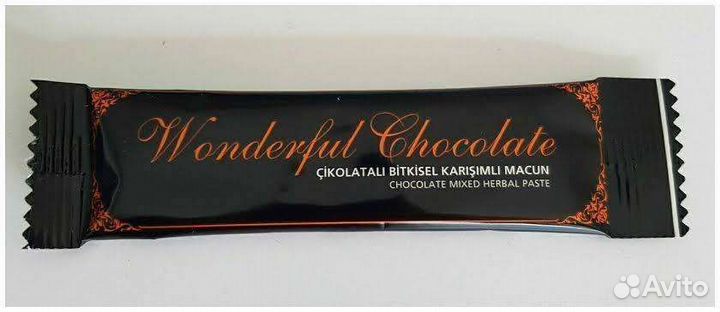 Wonderful Chocolate
ÇİKOLATALI BİTKİSEL KARIŞIMLI MACUN
CHOCOLATE MIXED HERBAL PASTE
Avito